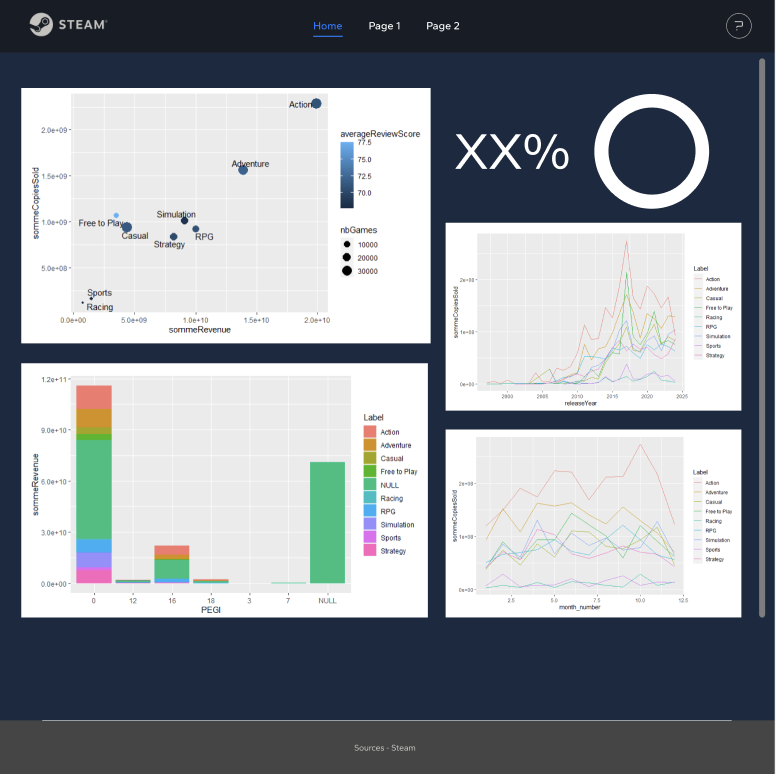 STEAM®
Home Page 1 Page 2
?
XX%
averageReviewScore
77.5
75.0
72.5
70.0
nbGames
10000
20000
30000
sommeCopiesSold
2.0e+09
1.5e+09
1.0e+09
5.0e+08
Action
Adventure
Simulation
Free to Play
Casual
RPG
Strategy
Sports
Racing
0.0e+00 5.0e+09 1.0e+10 1.5e+10 2.0e+10
sommeRevenue
sommeCopiesSold
2e+08
1e+08
0e+00
2000 2005 2010 2015 2020 2025
releaseYear
Label
Action
Adventure
Casual
Free to Play
Racing
RPG
Simulation
Sports
Strategy
sommeRevenue
1.2e+11
9.0e+10
6.0e+10
3.0e+10
0.0e+00
0 12 16 18 3 7 NULL
PEGI
Label
Action
Adventure
Casual
Free to Play
NULL
Racing
RPG
Simulation
Sports
Strategy
sommeCopiesSold
2e+08
1e+08
0e+00
2.5 5.0 7.5 10.0 12.5
month_number
Label
Action
Adventure
Casual
Free to Play
Racing
RPG
Simulation
Sports
Strategy
Sources - Steam